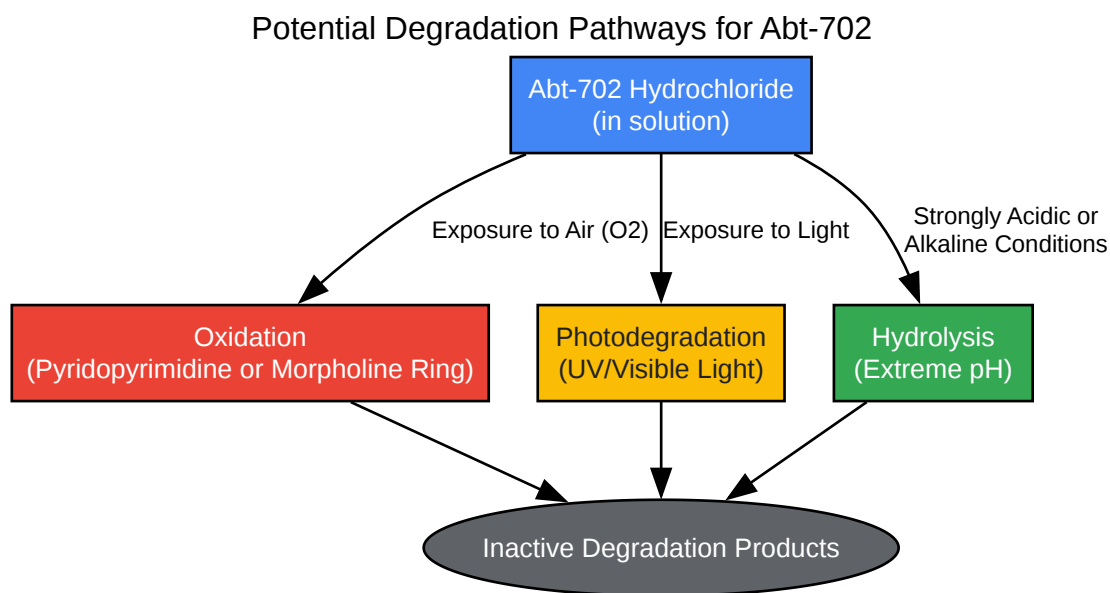 Potential Degradation Pathways for Abt-702
Abt-702 Hydrochloride
(in solution)
Exposure to Air (O2)
Exposure to Light
Strongly Acidic or
Alkaline Conditions
Oxidation
(Pyridopyrimidine or Morpholine Ring)
Photodegradation
(UV/Visible Light)
Hydrolysis
(Extreme pH)
Inactive Degradation Products